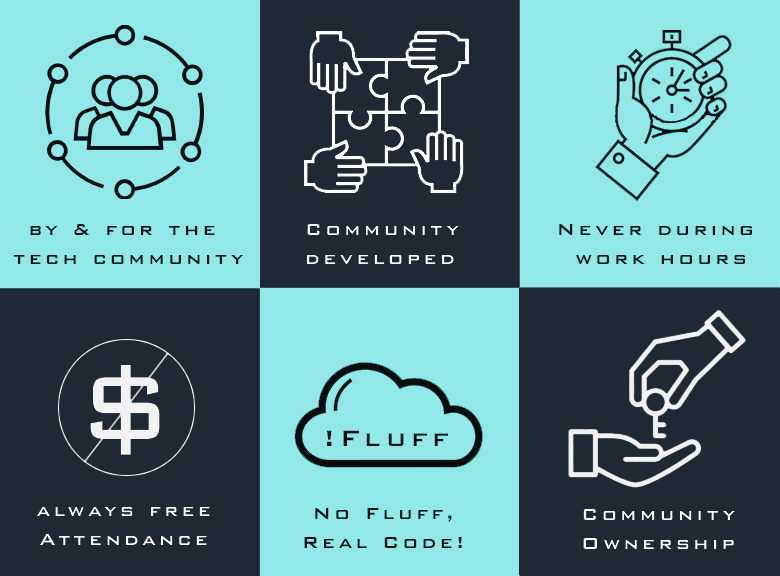 BY & FOR THE
TECH COMMUNITY
COMMUNITY
DEVELOPED
NEVER DURING
WORK HOURS
$
ALWAYS FREE
ATTENDANCE
!FLUFF
NO FLUFF,
REAL CODE!
COMMUNITY
OWNERSHIP